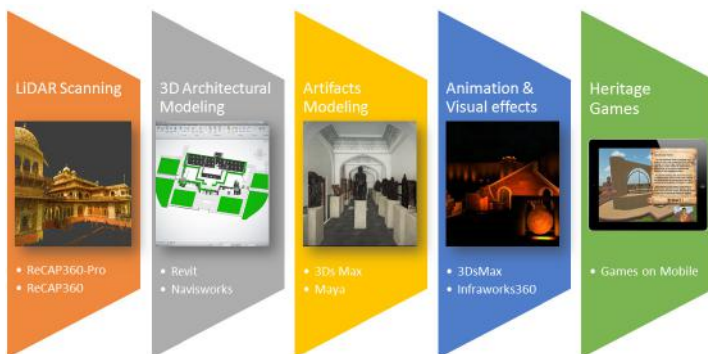 LiDAR Scanning
• ReCAP360-Pro
• ReCAP360
3D Architectural
Modeling
• Revit
• Navisworks
Artifacts
Modeling
• 3Ds Max
• Maya
Animation &
Visual effects
• 3DsMax
• Infraworks360
Heritage
Games
• Games on Mobile